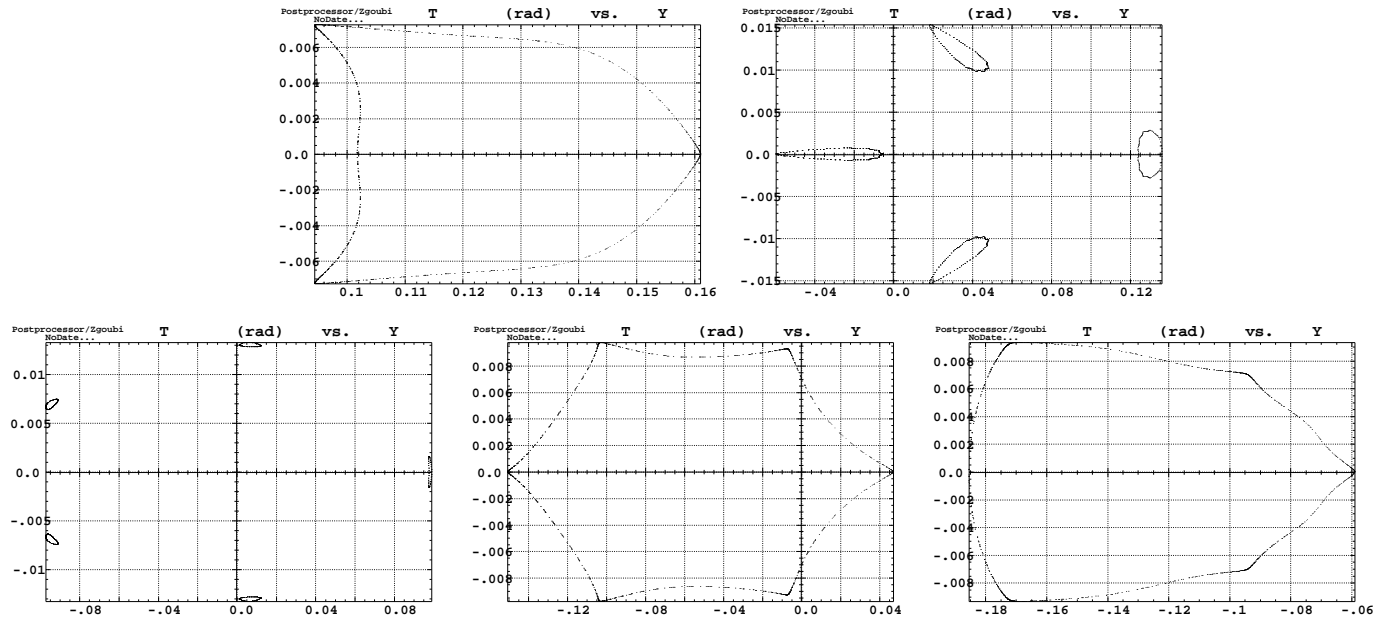 Postprocessor/Zgoubi
NoDate...
T (rad) vs. Y
0.006
0.004
0.002
0.0
-.002
-.004
-.006
0.1 0.11 0.12 0.13 0.14 0.15 0.16
Postprocessor/Zgoubi
NoDate...
T (rad) vs. Y
0.015
0.01
0.005
0.0
-.005
-.01
-.015
-.04 0.0 0.04 0.08 0.12
Postprocessor/Zgoubi
NoDate...
T (rad) vs. Y
0.01
0.005
0.0
-.005
-.01
-.08 -.04 0.0 0.04 0.08
Postprocessor/Zgoubi
NoDate...
T (rad) vs. Y
0.008
0.006
0.004
0.002
0.0
-.002
-.004
-.006
-.008
-.12 -.08 -.04 0.0 0.04
Postprocessor/Zgoubi
NoDate...
T (rad) vs. Y
0.008
0.006
0.004
0.002
0.0
-.002
-.004
-.006
-.008
-.18 -.16 -.14 -.12 -.1 -.08 -.06